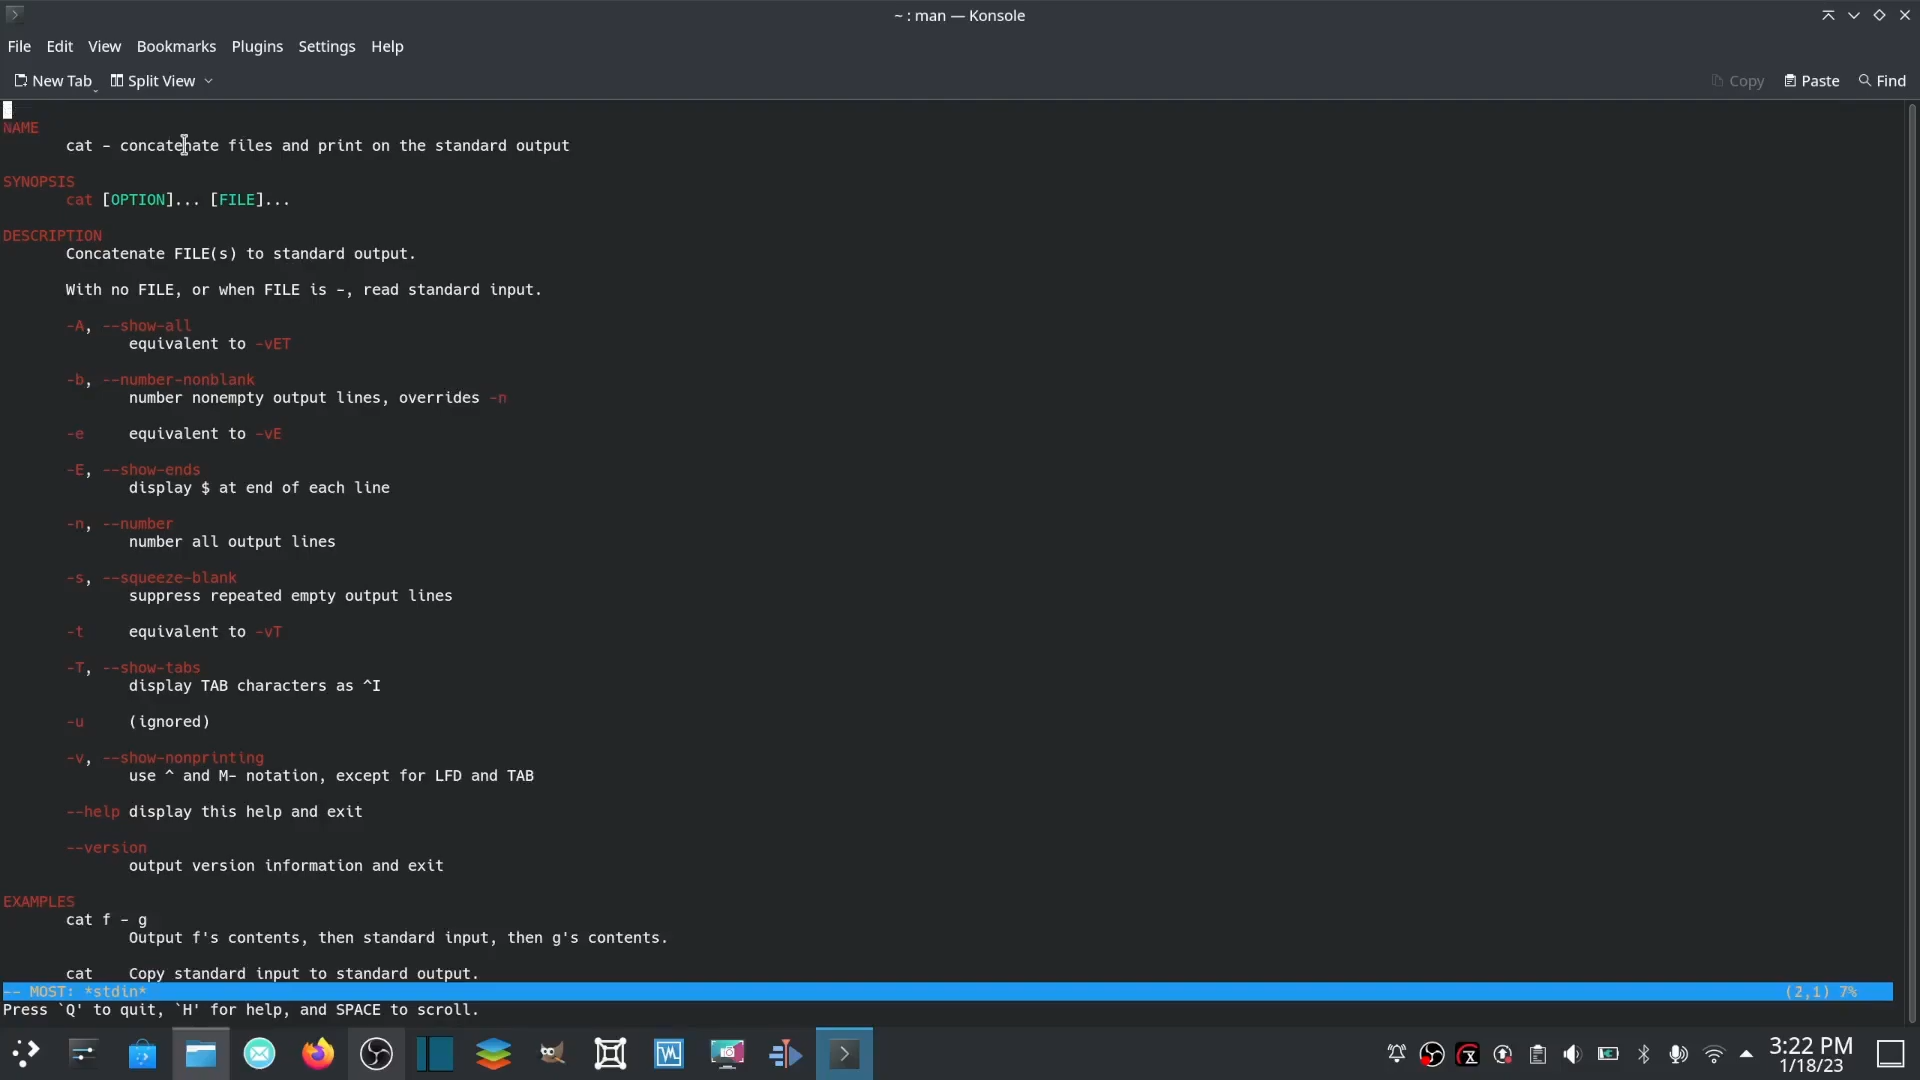 ~ : man — Konsole
File Edit View Bookmarks Plugins Settings Help
New Tab Split View Copy Paste Find
NAME
cat - concatenate files and print on the standard output
SYNOPSIS
cat [OPTION]... [FILE]...
DESCRIPTION
Concatenate FILE(s) to standard output.
With no FILE, or when FILE is -, read standard input.
-A, --show-all
equivalent to -vET
-b, --number-nonblank
number nonempty output lines, overrides -n
-e equivalent to -vE
-E, --show-ends
display $ at end of each line
-n, --number
number all output lines
-s, --squeeze-blank
suppress repeated empty output lines
-t equivalent to -vT
-T, --show-tabs
display TAB characters as ^I
-u (ignored)
-v, --show-nonprinting
use ^ and M- notation, except for LFD and TAB
--help display this help and exit
--version
output version information and exit
EXAMPLES
cat f - g
Output f's contents, then standard input, then g's contents.
cat Copy standard input to standard output.
-- MOST: *stdin* (2,1) 7%
Press `Q' to quit, `H' for help, and SPACE to scroll.
3:22 PM
1/18/23